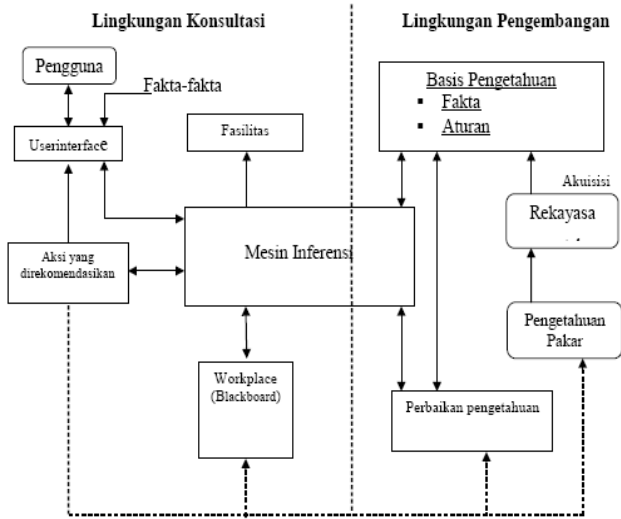 Lingkungan Konsultasi
Lingkungan Pengembangan
Pengguna
Fakta-fakta
Userinterface
Fasilitas
Basis Pengetahuan
▪ Fakta
▪ Aturan
Akuisisi
Rekayasa
Aksi yang
direkomendasikan
Mesin Inferensi
Pengetahuan
Pakar
Workplace
(Blackboard)
Perbaikan pengetahuan